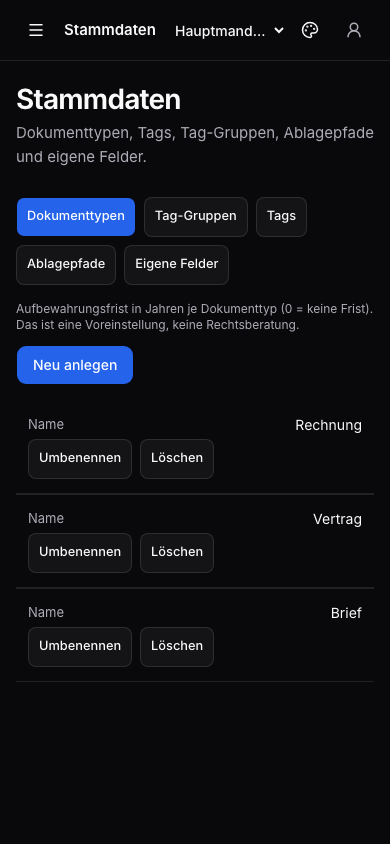 Stammdaten Hauptmand...
Stammdaten
Dokumenttypen, Tags, Tag-Gruppen, Ablagepfade
und eigene Felder.
Dokumenttypen Tag-Gruppen Tags
Ablagepfade Eigene Felder
Aufbewahrungsfrist in Jahren je Dokumenttyp (0 = keine Frist).
Das ist eine Voreinstellung, keine Rechtsberatung.
Neu anlegen
Name Rechnung
Umbenennen Löschen
Name Vertrag
Umbenennen Löschen
Name Brief
Umbenennen Löschen